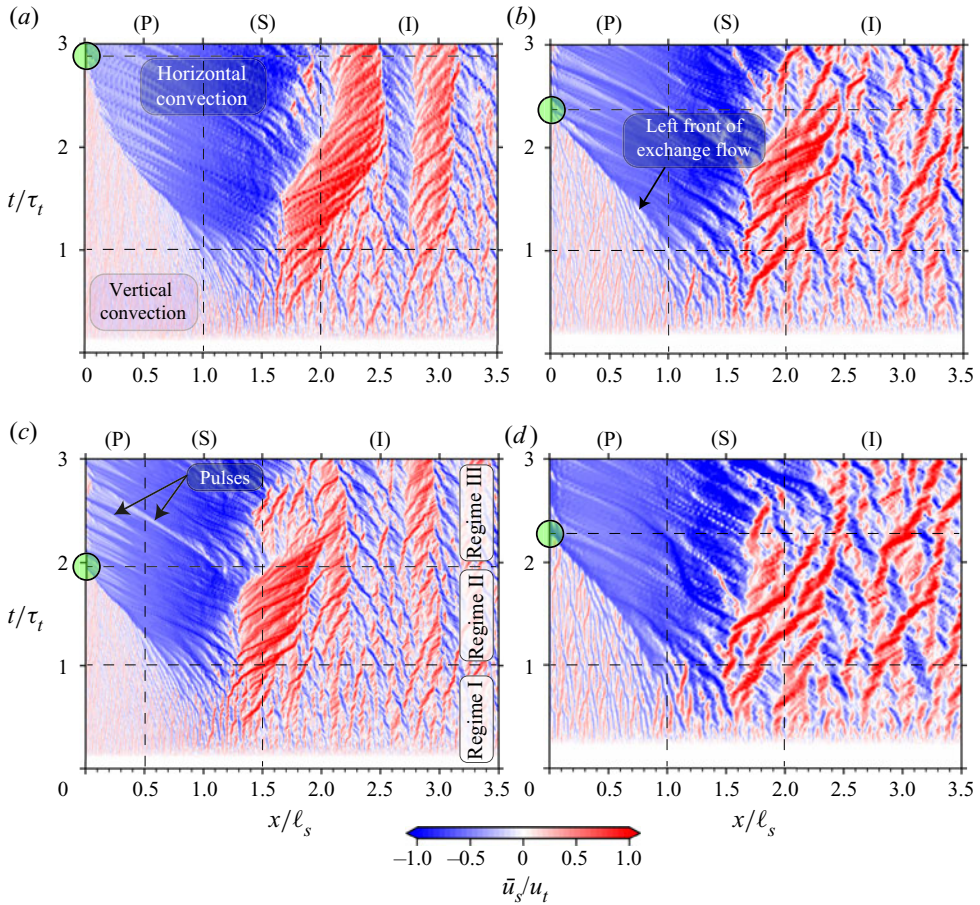 (a) (P) (S) (I)
(b) (P) (S) (I)
3
2
1
0
t/τt
Horizontal
convection
Vertical
convection
0 0.5 1.0 1.5 2.0 2.5 3.0 3.5
3
2
1
0
Left front of
exchange flow
0 0.5 1.0 1.5 2.0 2.5 3.0 3.5
(c) (P) (S) (I)
(d) (P) (S) (I)
3
2
1
0
t/τt
Pulses
Regime III
Regime II
Regime I
0.5 1.0 1.5 2.0 2.5 3.0 3.5
x/ℓs
3
2
1
0
0.5 1.0 1.5 2.0 2.5 3.0 3.5
x/ℓs
–1.0 –0.5 0 0.5 1.0
ūs/ut